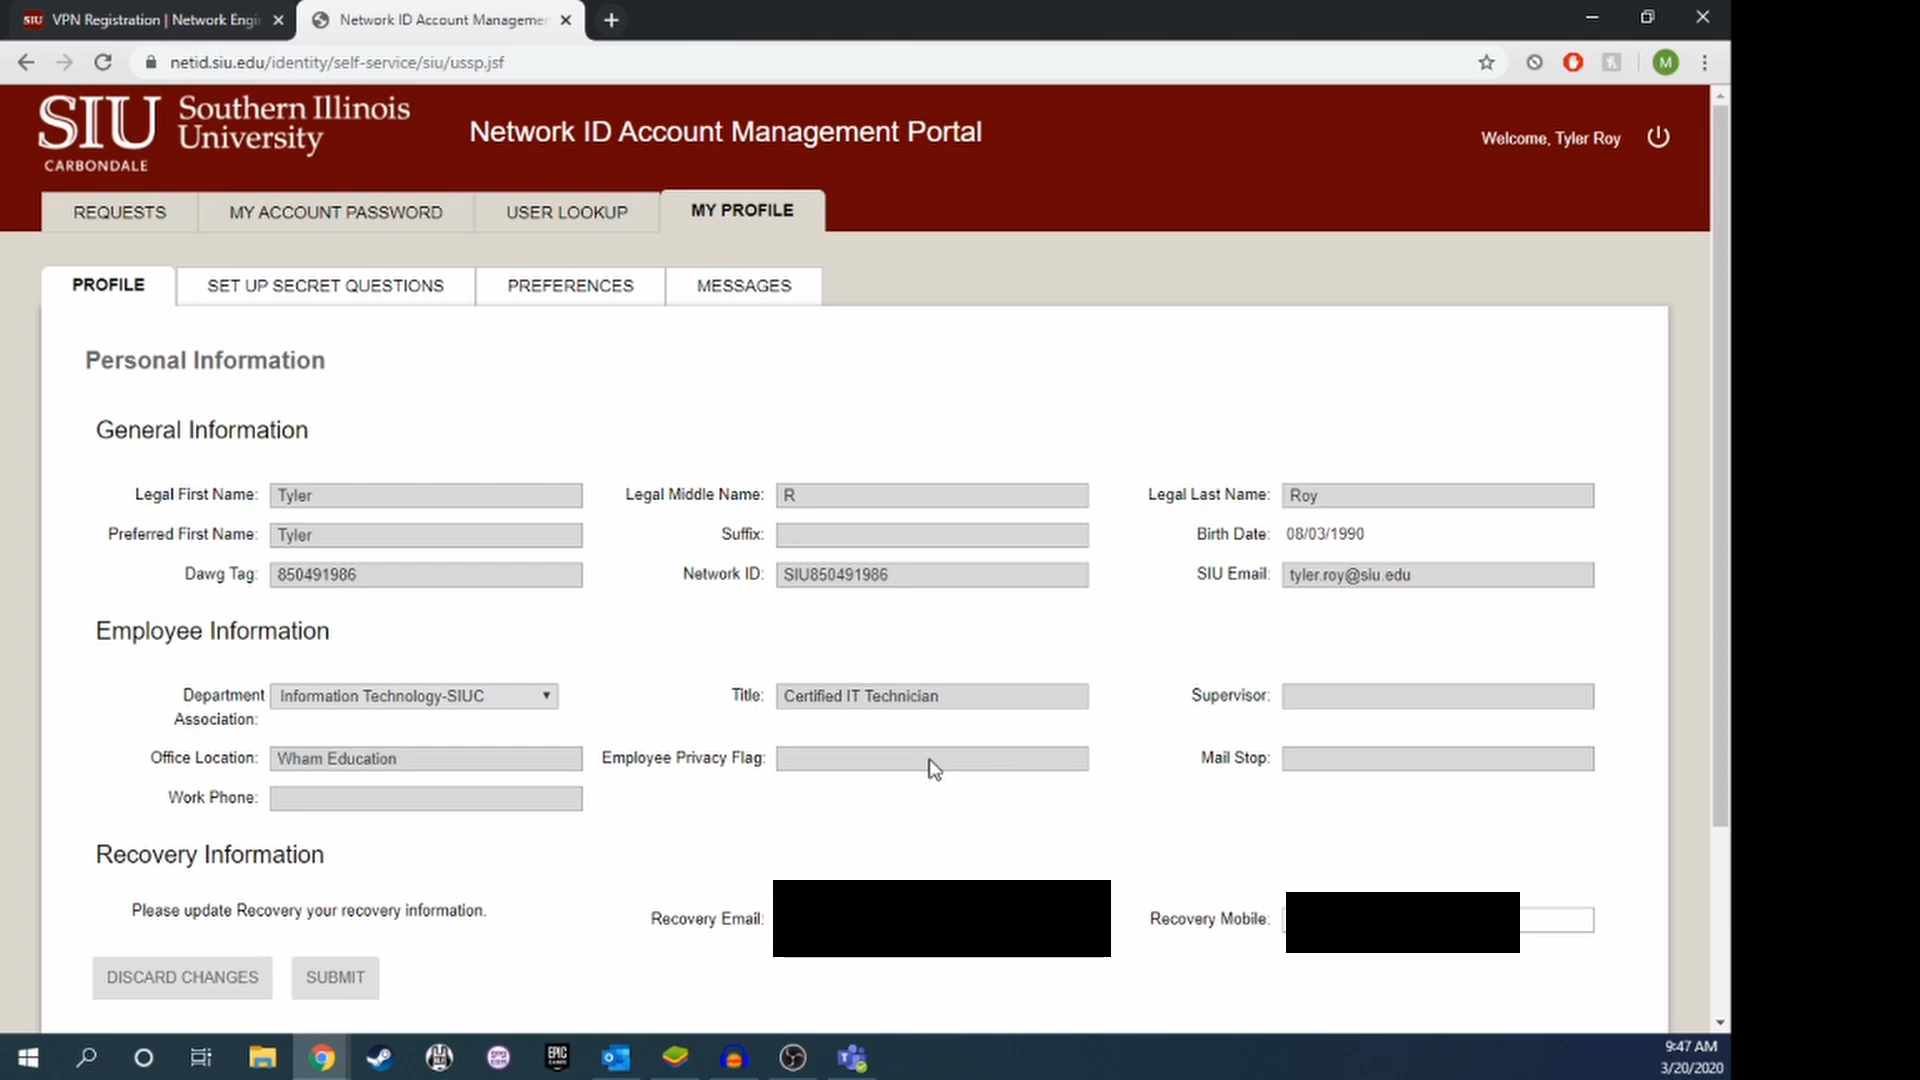 SIU VPN Registration | Network Engi
Network ID Account Managemen
netid.siu.edu/identity/self-service/siu/ussp.jsf
M
SIU Southern Illinois
University
CARBONDALE
Network ID Account Management Portal
Welcome, Tyler Roy
REQUESTS MY ACCOUNT PASSWORD USER LOOKUP MY PROFILE
PROFILE SET UP SECRET QUESTIONS PREFERENCES MESSAGES
Personal Information
General Information
Legal First Name: Tyler Legal Middle Name: R Legal Last Name: Roy
Preferred First Name: Tyler Suffix: Birth Date: 08/03/1990
Dawg Tag: 850491986 Network ID: SIU850491986 SIU Email: tyler.roy@siu.edu
Employee Information
Department Information Technology-SIUC Title: Certified IT Technician Supervisor:
Association:
Office Location: Wham Education Employee Privacy Flag: Mail Stop:
Work Phone:
Recovery Information
Please update Recovery your recovery information. Recovery Email: Recovery Mobile:
DISCARD CHANGES SUBMIT
EPIC
9:47 AM
3/20/2020